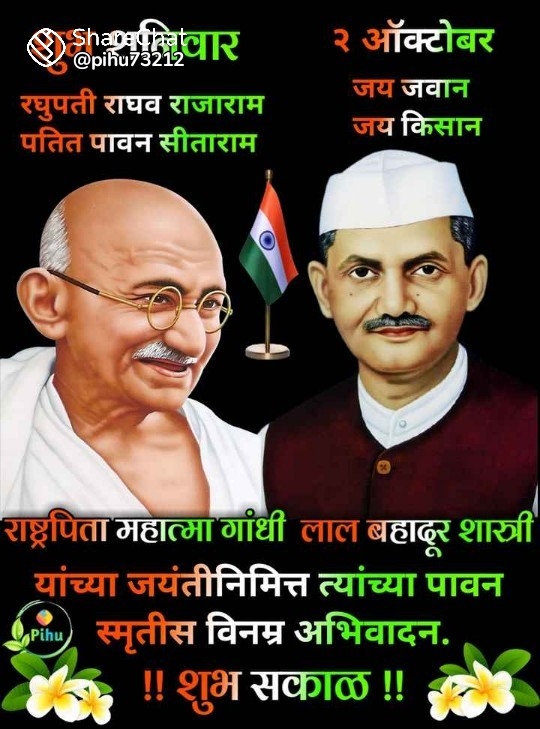 शुभ शनिवार
ShareChat
@pihu73212
२ ऑक्टोबर
रघुपती राघव राजाराम
पतित पावन सीताराम
जय जवान
जय किसान
राष्ट्रपिता महात्मा गांधी लाल बहादूर शास्त्री
यांच्या जयंतीनिमित्त त्यांच्या पावन
स्मृतीस विनम्र अभिवादन.
Pihu
!! शुभ सकाळ !!